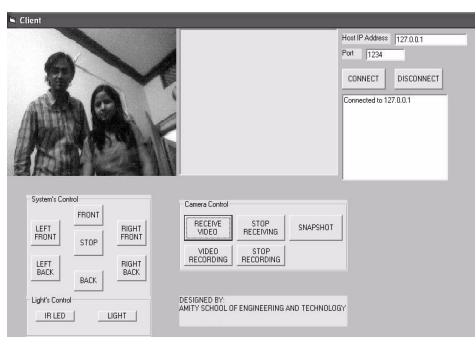 Client
Host IP Address 127.0.0.1
Port 1234
CONNECT DISCONNECT
Connected to 127.0.0.1
System's Control
FRONT
LEFT FRONT
STOP
RIGHT FRONT
LEFT BACK
BACK
RIGHT BACK
Light's Control
IR LED LIGHT
Camera Control
RECEIVE VIDEO
STOP RECEIVING
SNAPSHOT
VIDEO RECORDING
STOP RECORDING
DESIGNED BY:
AMITY SCHOOL OF ENGINEERING AND TECHNOLOGY